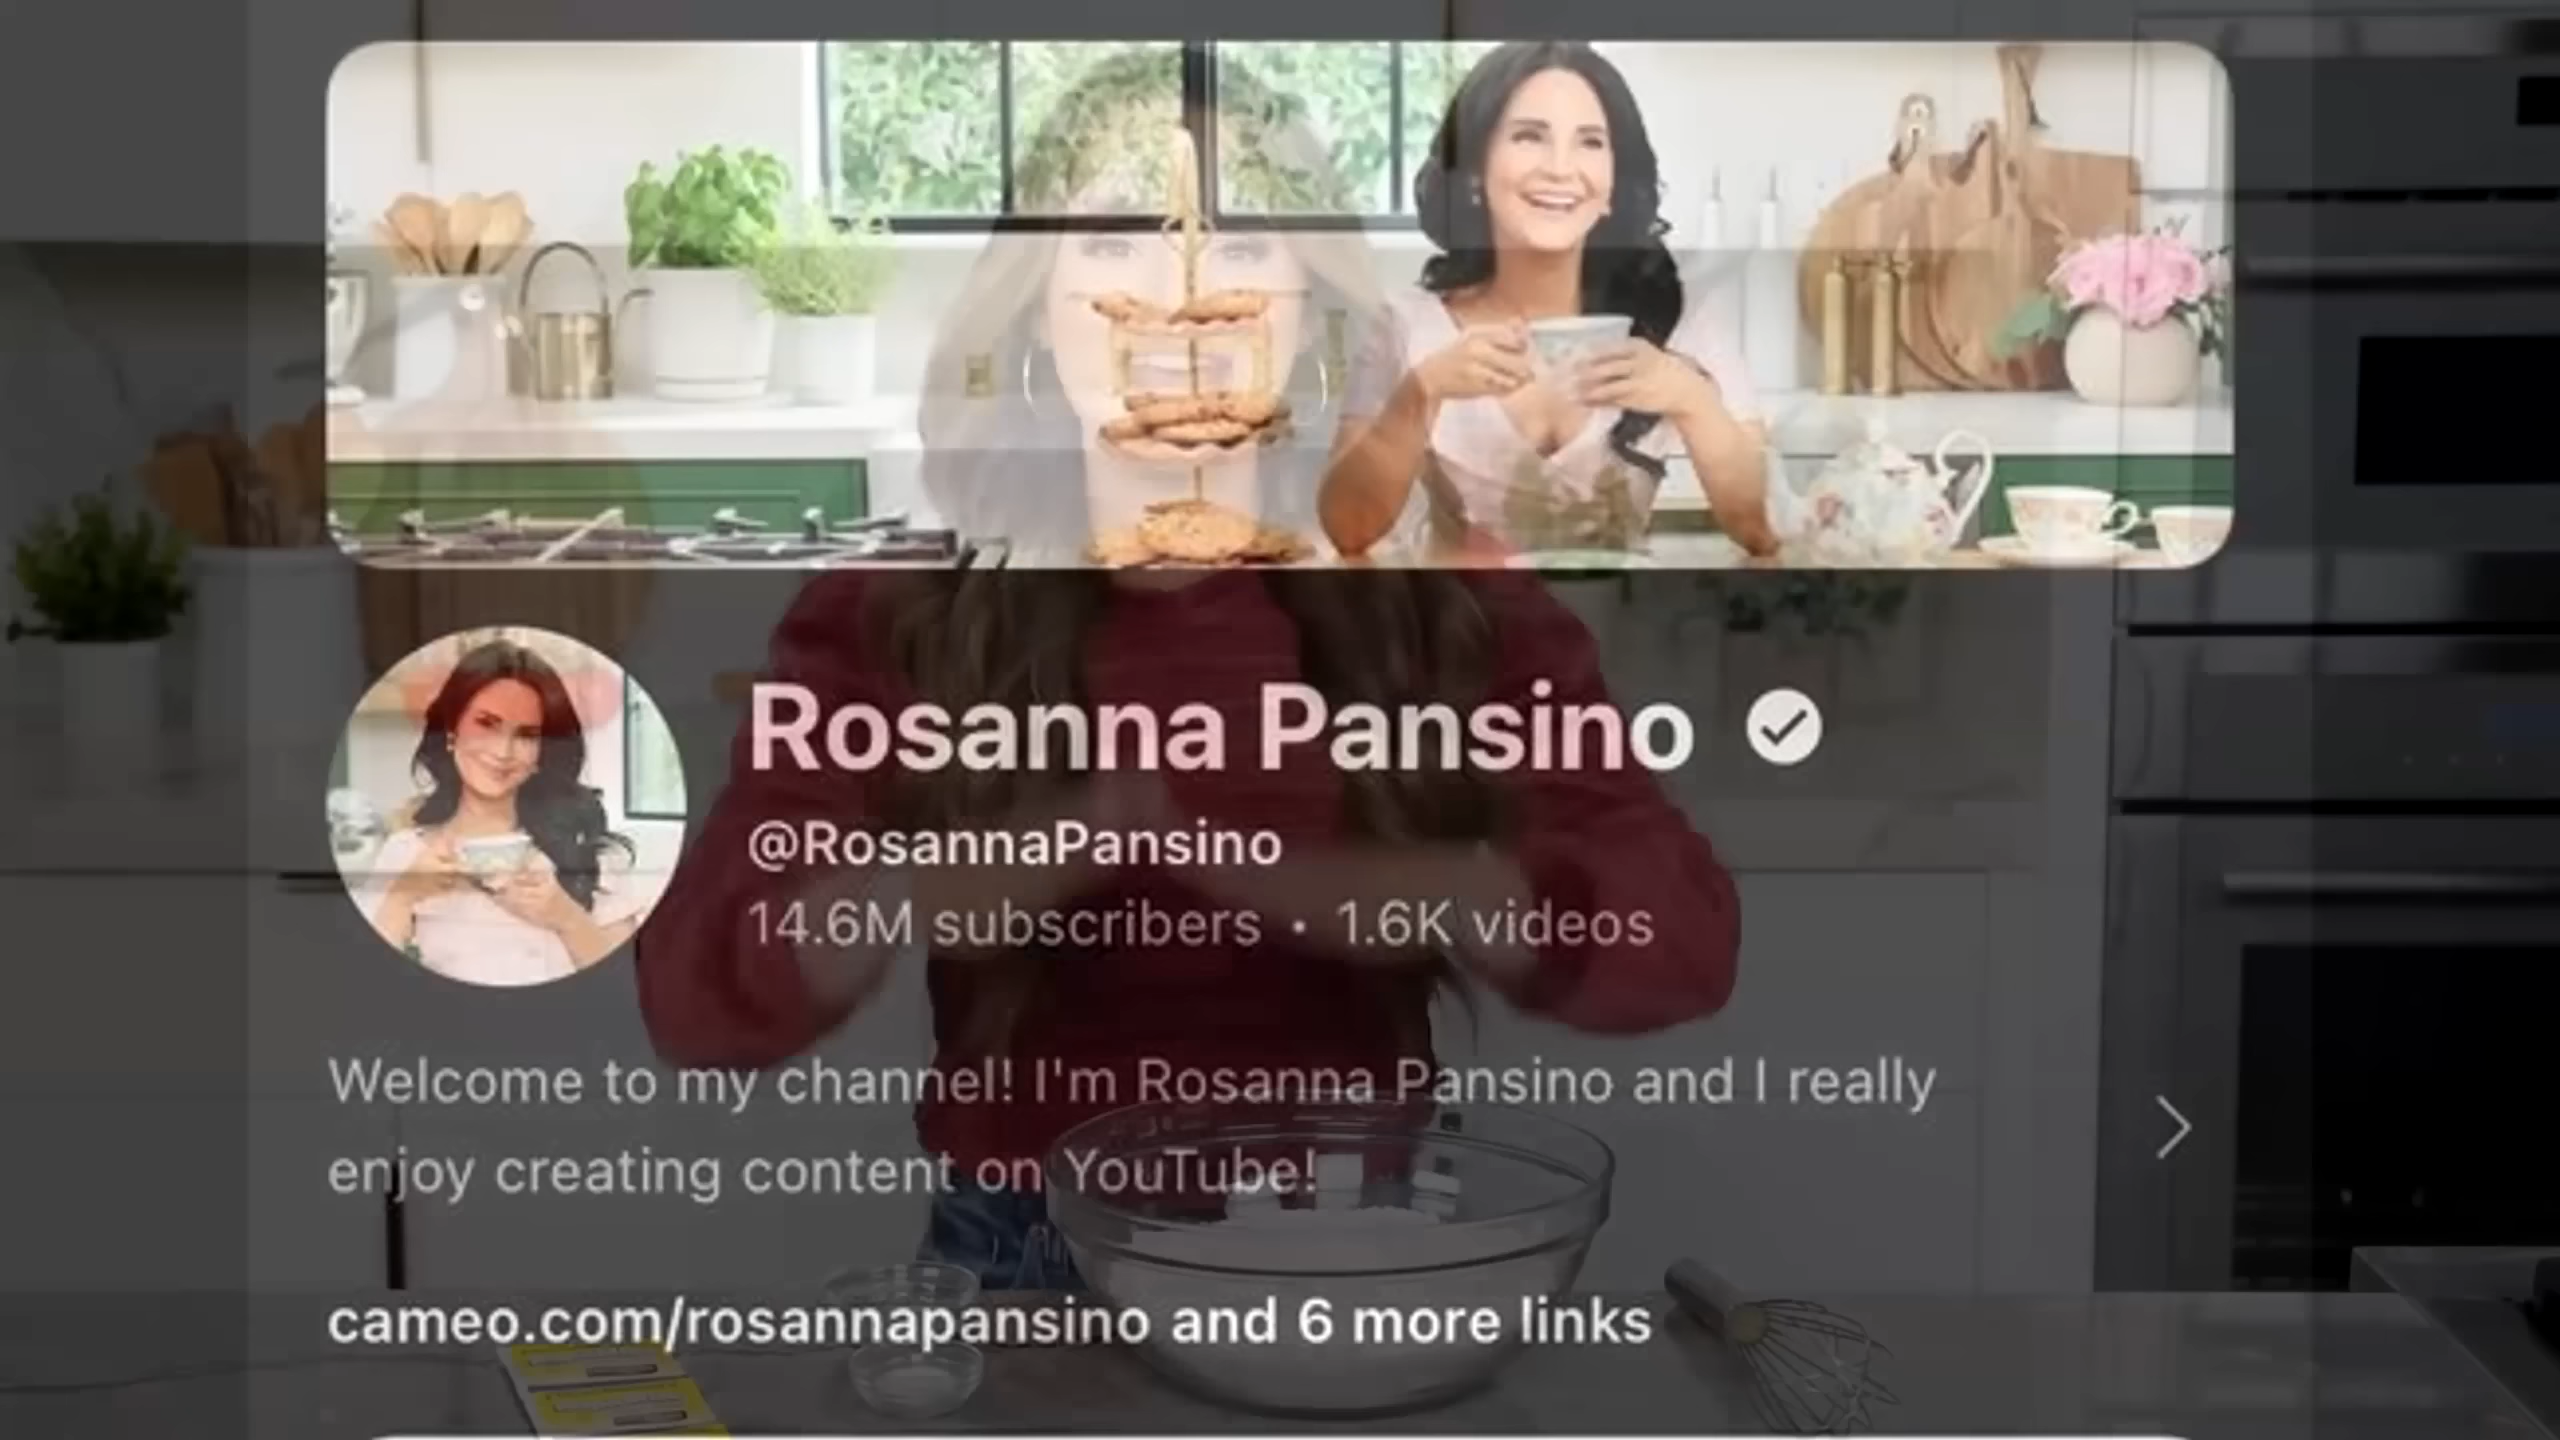 Rosanna Pansino
@RosannaPansino
14.6M subscribers • 1.6K videos
Welcome to my channel! I'm Rosanna Pansino and I really
enjoy creating content on YouTube!
cameo.com/rosannapansino and 6 more links